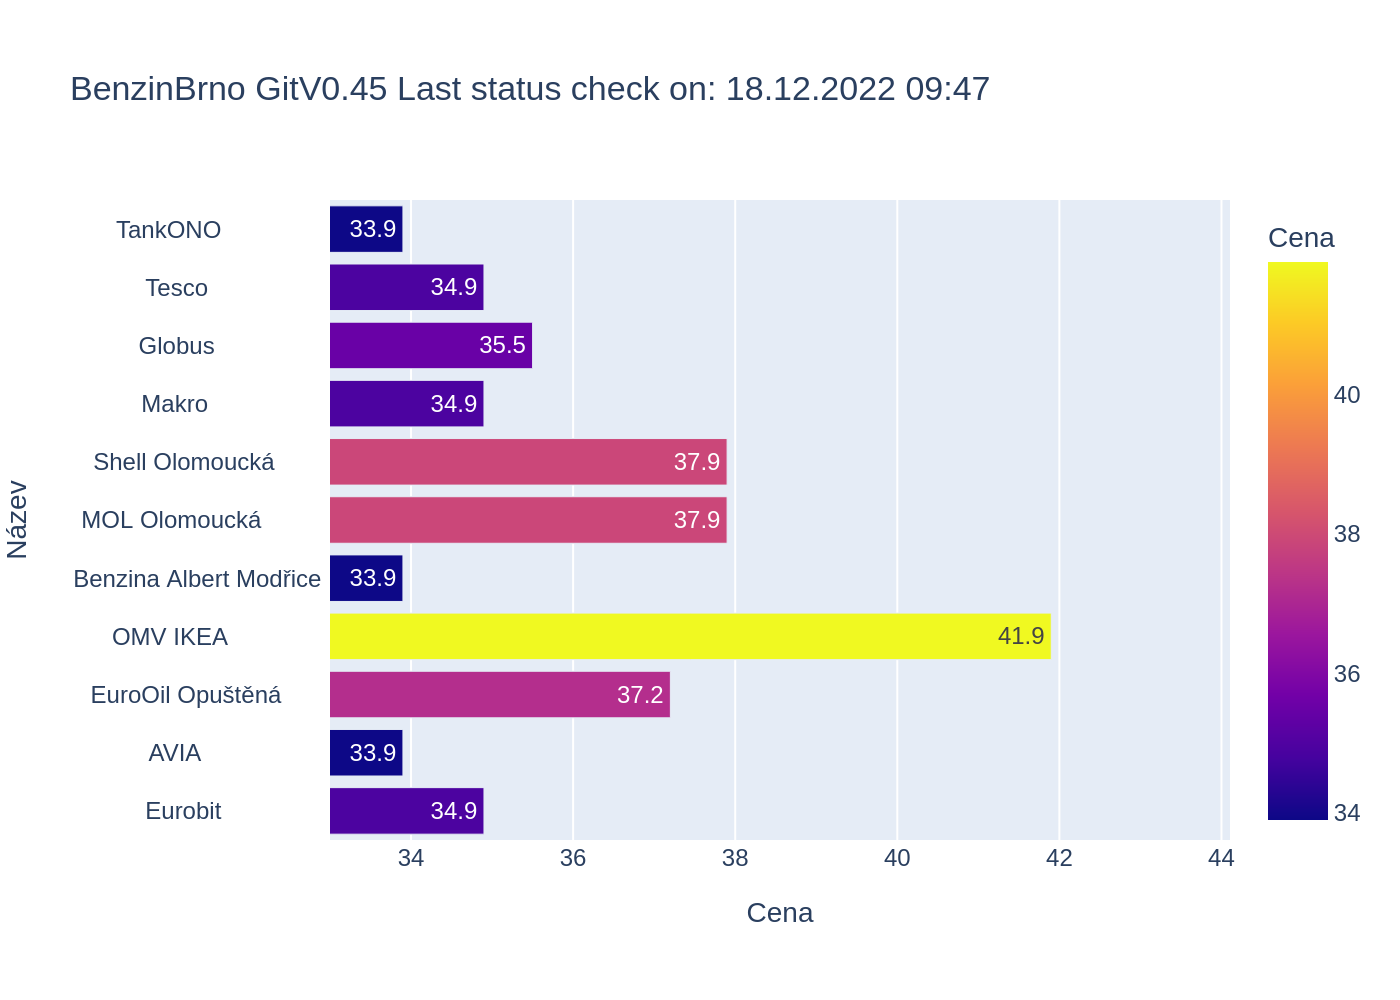 BenzinBrno GitV0.45 Last status check on: 18.12.2022 09:47
Název
TankONO 33.9
Tesco 34.9
Globus 35.5
Makro 34.9
Shell Olomoucká 37.9
MOL Olomoucká 37.9
Benzina Albert Modřice 33.9
OMV IKEA 41.9
EuroOil Opuštěná 37.2
AVIA 33.9
Eurobit 34.9
34 36 38 40 42 44
Cena
Cena
40
38
36
34